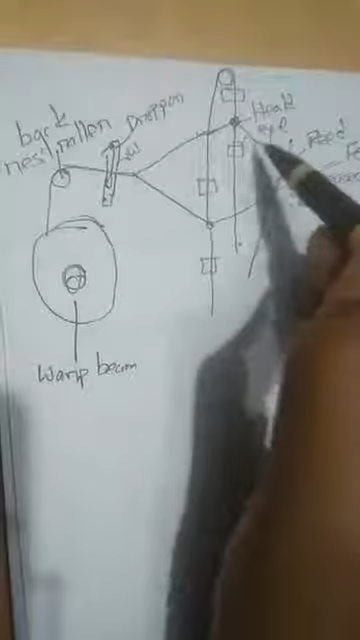 back
rest roller
Dropper
Heald
eye
Reed
Warp beam